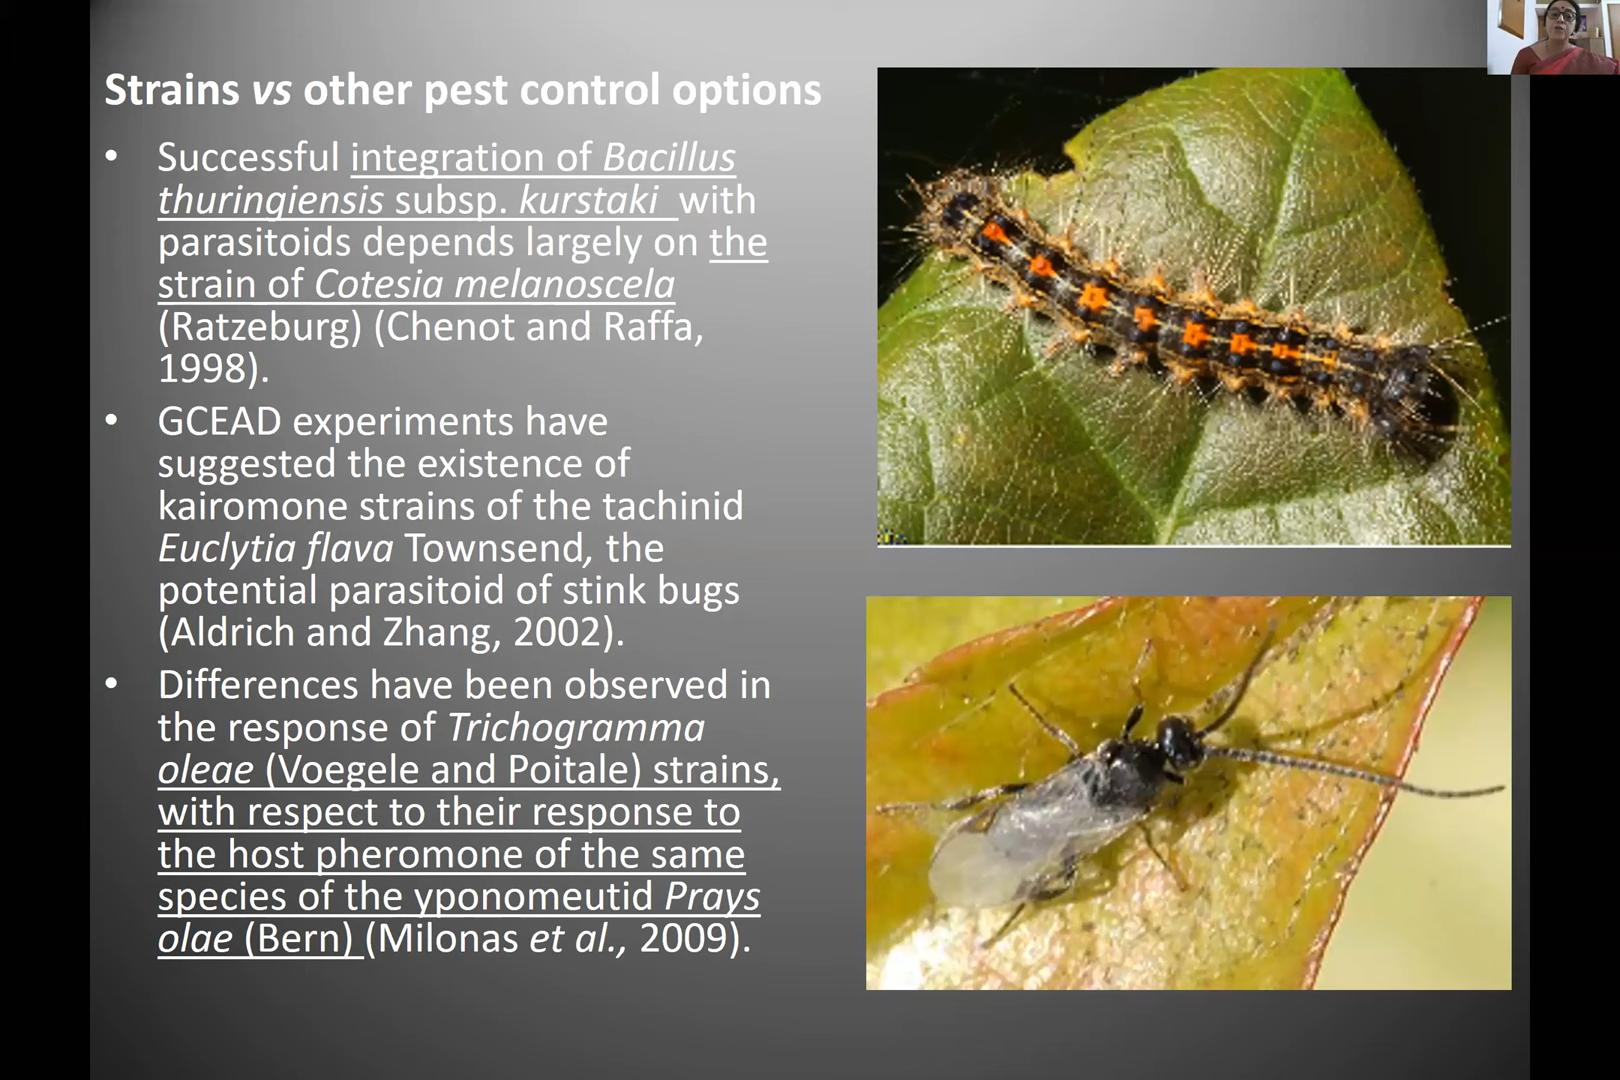 Strains vs other pest control options
• Successful integration of Bacillus
thuringiensis subsp. kurstaki with
parasitoids depends largely on the
strain of Cotesia melanoscela
(Ratzeburg) (Chenot and Raffa,
1998).
• GCEAD experiments have
suggested the existence of
kairomone strains of the tachinid
Euclytia flava Townsend, the
potential parasitoid of stink bugs
(Aldrich and Zhang, 2002).
• Differences have been observed in
the response of Trichogramma
oleae (Voegele and Poitale) strains,
with respect to their response to
the host pheromone of the same
species of the yponomeutid Prays
olae (Bern) (Milonas et al., 2009).